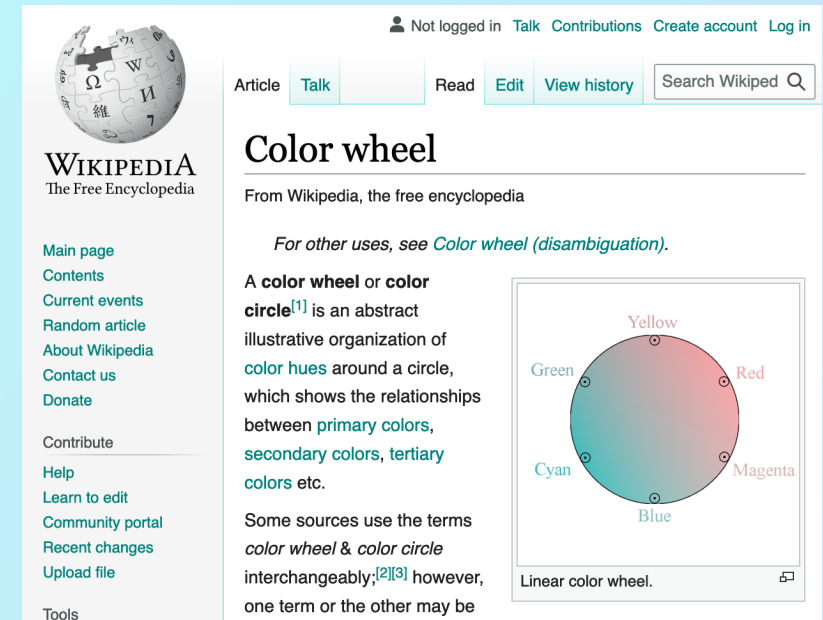 Not logged in Talk Contributions Create account Log in
Article Talk Read Edit View history Search Wikiped
Ω W И 維 7
WIKIPEDIA
The Free Encyclopedia
Main page
Contents
Current events
Random article
About Wikipedia
Contact us
Donate
Contribute
Help
Learn to edit
Community portal
Recent changes
Upload file
Tools
Color wheel
From Wikipedia, the free encyclopedia
For other uses, see Color wheel (disambiguation).
A color wheel or color
circle[1] is an abstract
illustrative organization of
color hues around a circle,
which shows the relationships
between primary colors,
secondary colors, tertiary
colors etc.
Some sources use the terms
color wheel & color circle
interchangeably;[2][3] however,
one term or the other may be
Yellow
Green Red
Cyan Magenta
Blue
Linear color wheel.